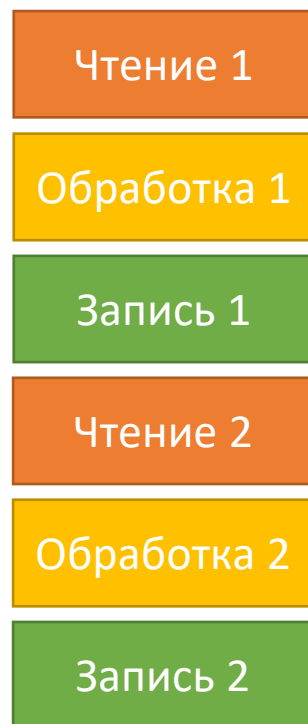 Чтение 1
Обработка 1
Запись 1
Чтение 2
Обработка 2
Запись 2